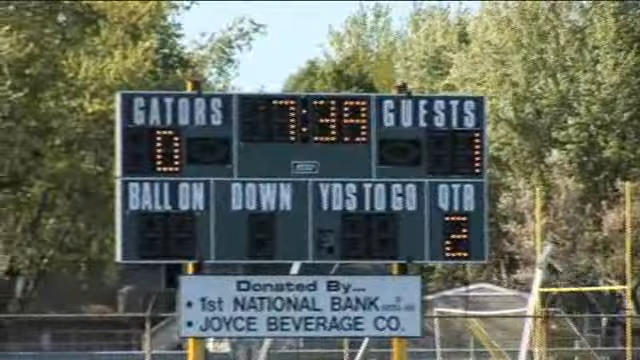 GATORS 7:39 GUESTS
0 1
BALL ON DOWN YDS TO GO QTR
2
Donated By...
• 1st NATIONAL BANK
• JOYCE BEVERAGE CO.